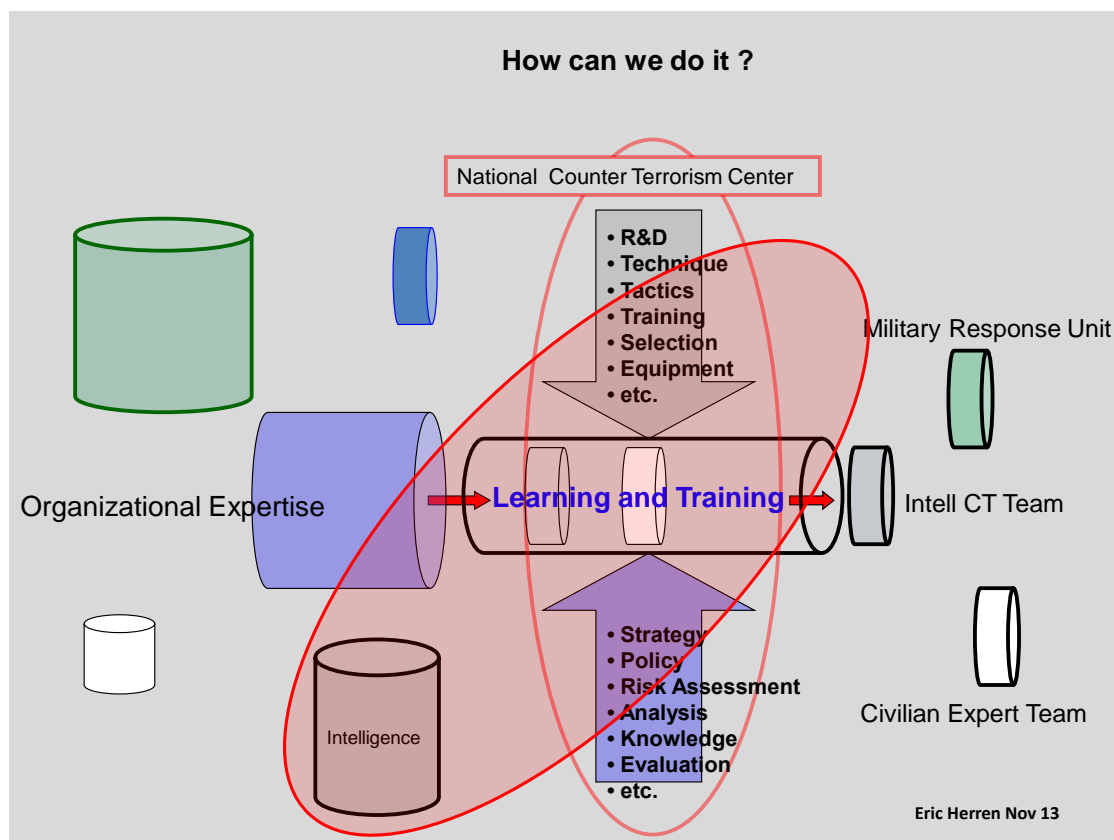 How can we do it ?
National  Counter Terrorism Center
• R&D
• Technique
• Tactics
• Training
• Selection
• Equipment
• etc.
Military Response Unit
Organizational Expertise
Learning and Training
Intell CT Team
• Strategy
• Policy
• Risk Assessment
• Analysis
• Knowledge
• Evaluation
• etc.
Intelligence
Civilian Expert Team
Eric Herren Nov 13